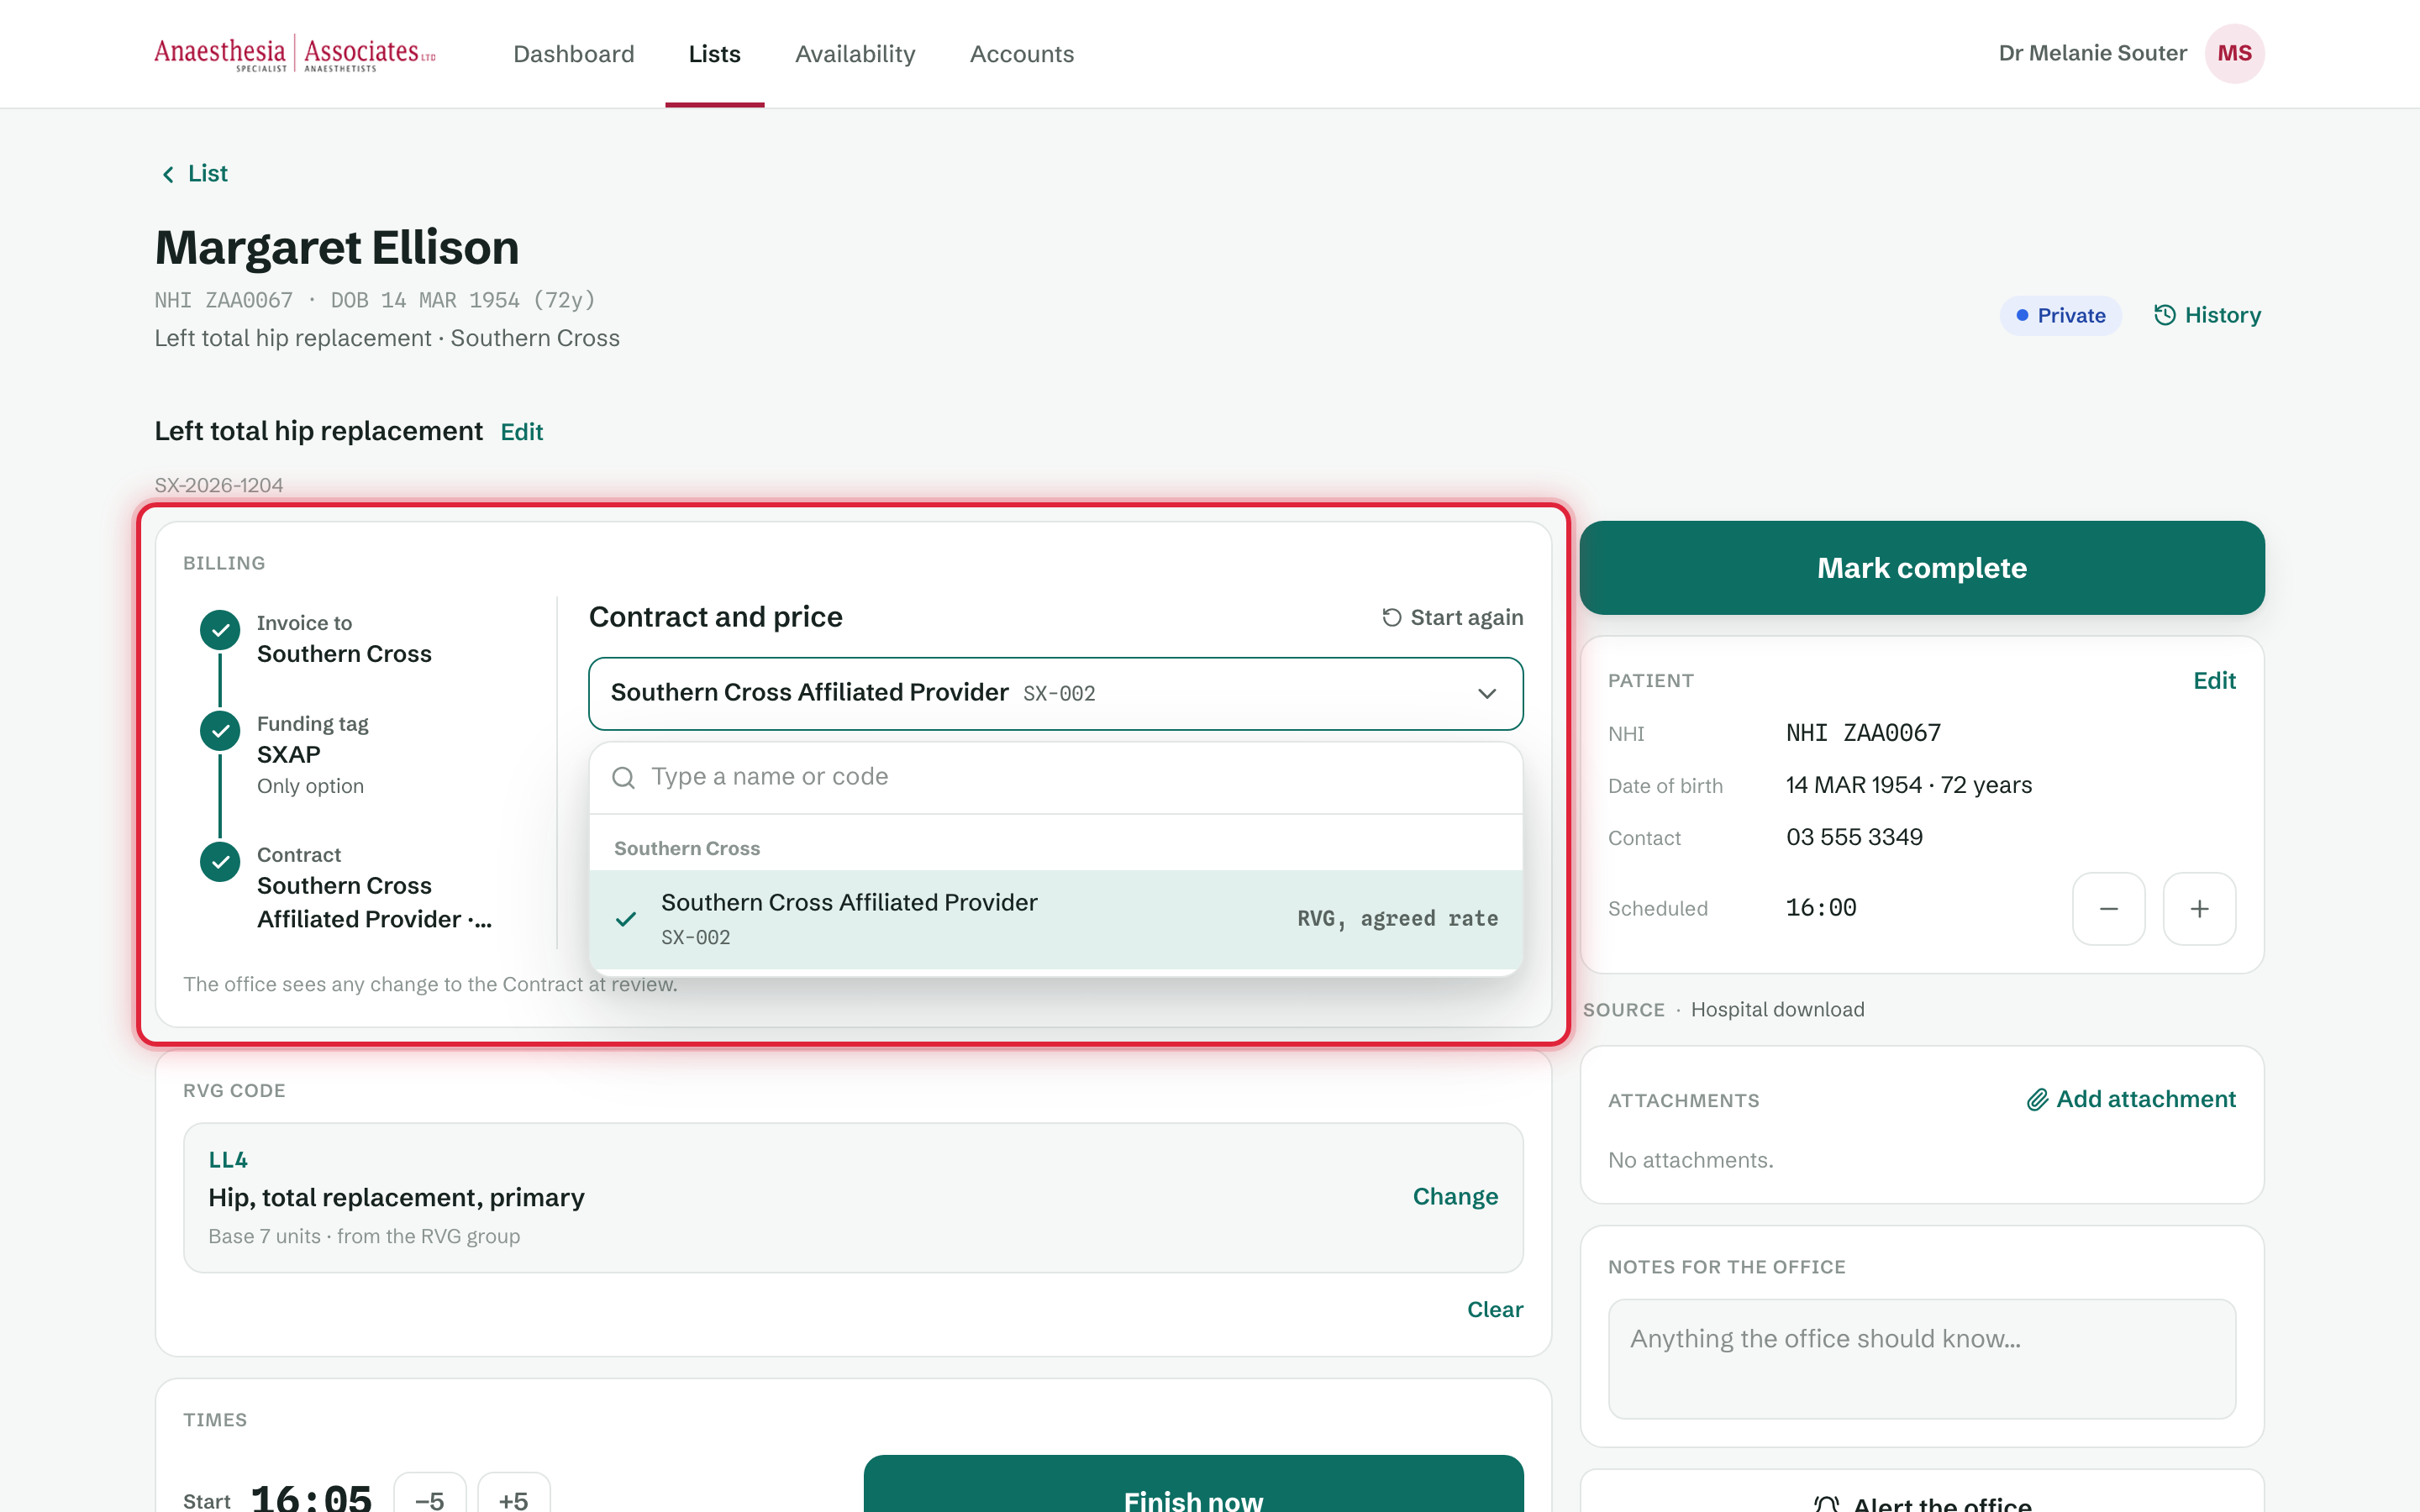 Anaesthesia | Associates LTD
SPECIALIST ANAESTHETISTS
Dashboard
Lists
Availability
Accounts
Dr Melanie Souter
MS
List
Margaret Ellison
NHI ZAA0067 · DOB 14 MAR 1954 (72y)
Left total hip replacement · Southern Cross
Private
History
Left total hip replacement
Edit
SX-2026-1204
BILLING
Invoice to
Southern Cross
Funding tag
SXAP
Only option
Contract
Southern Cross
Affiliated Provider ·...
Contract and price
Start again
Southern Cross Affiliated Provider SX-002
Type a name or code
Southern Cross
Southern Cross Affiliated Provider
SX-002
RVG, agreed rate
The office sees any change to the Contract at review.
RVG CODE
LL4
Hip, total replacement, primary
Base 7 units · from the RVG group
Change
Clear
TIMES
Start 16:05 −5 +5
Finish now
Mark complete
PATIENT
Edit
NHI NHI ZAA0067
Date of birth 14 MAR 1954 · 72 years
Contact 03 555 3349
Scheduled 16:00 − +
SOURCE · Hospital download
ATTACHMENTS
Add attachment
No attachments.
NOTES FOR THE OFFICE
Anything the office should know...
Alert the office